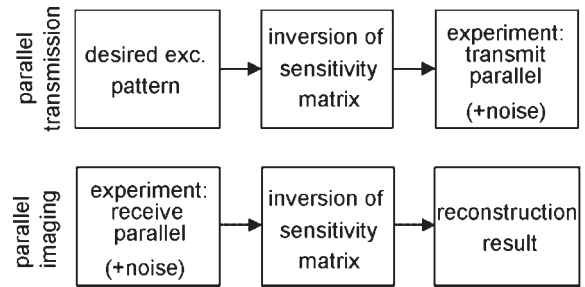 parallel
transmission
desired exc.
pattern
inversion of
sensitivity
matrix
experiment:
transmit
parallel
(+noise)
parallel
imaging
experiment:
receive
parallel
(+noise)
inversion of
sensitivity
matrix
reconstruction
result